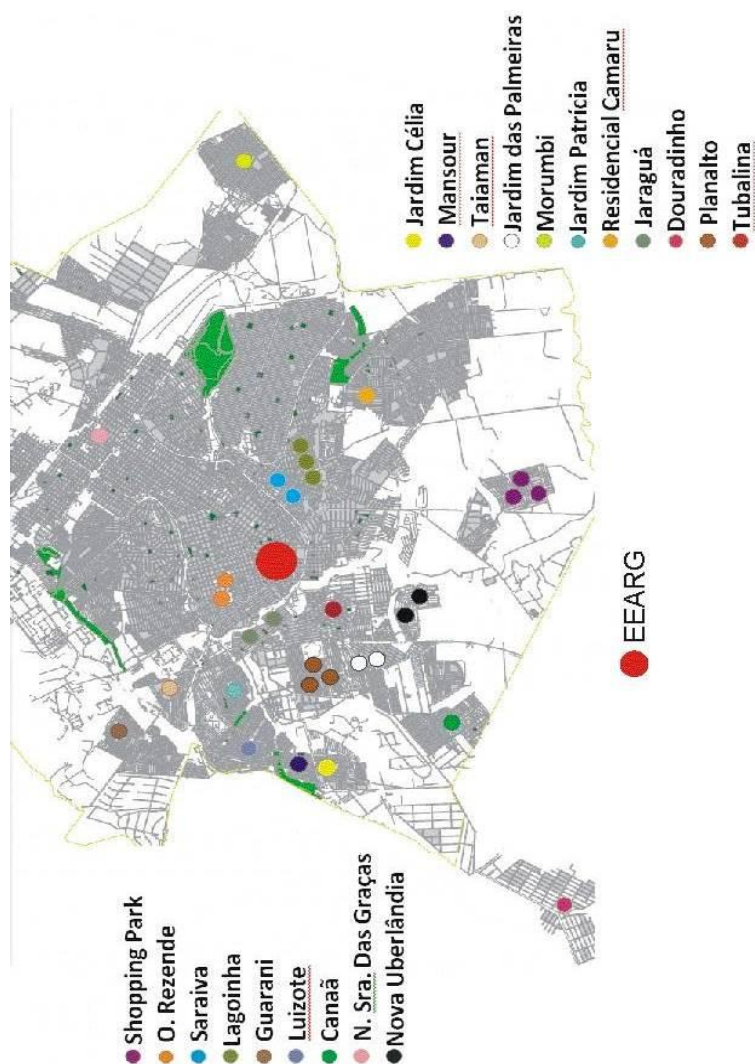 Jardim Célia
Mansour
Taiaman
Jardim das Palmeiras
Morumbi
Jardim Patrícia
Residencial Camaru
Jaraguá
Douradinho
Planalto
Tubalina
EEARG
Shopping Park
O. Rezende
Saraiva
Lagoinha
Guarani
Luizote
Canaã
N. Sra. Das Graças
Nova Uberlândia